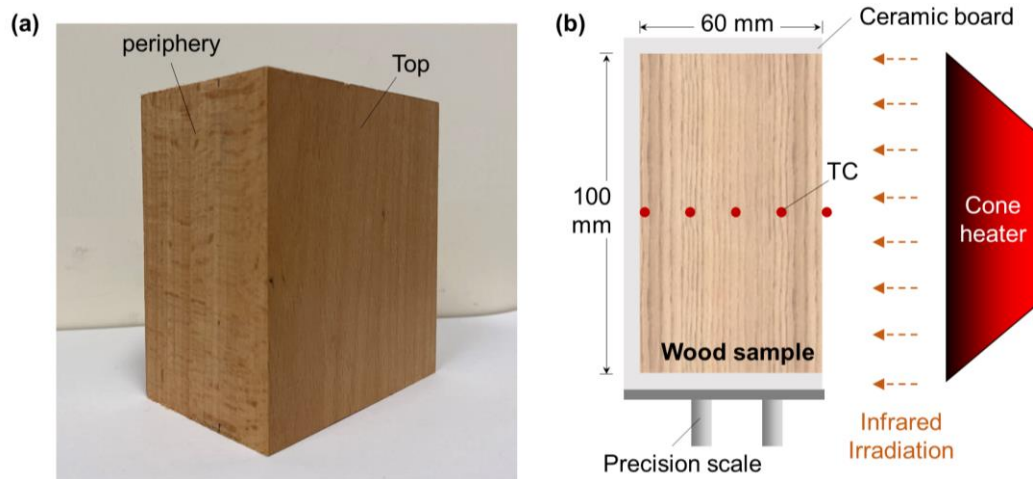 (a)
periphery
Top
(b)
60 mm
Ceramic board
100
mm
TC
Cone
heater
Wood sample
Infrared
Irradiation
Precision scale